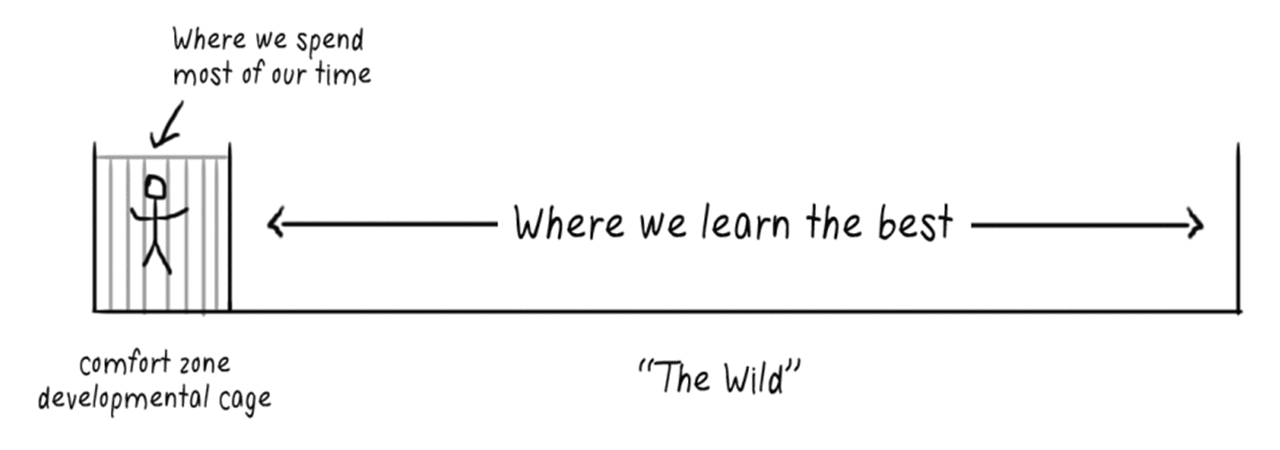 Where we spend
most of our time
Where we learn the best
comfort zone
developmental cage
“The Wild”